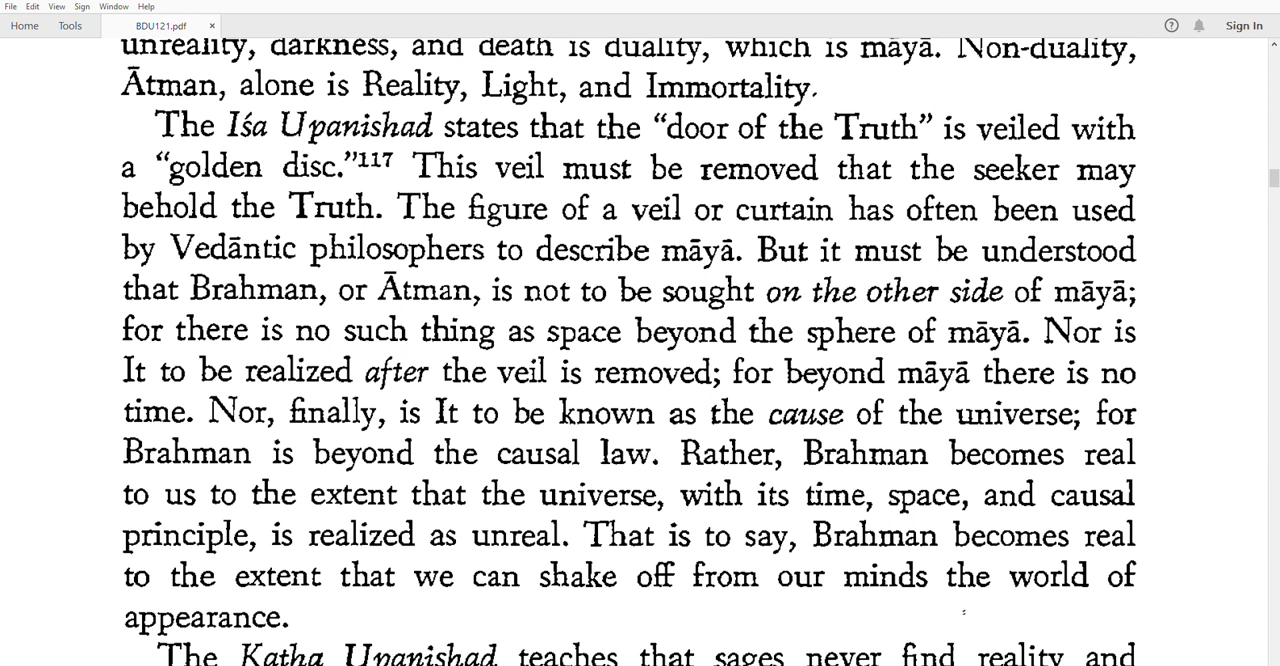 File Edit View Sign Window Help
Home Tools BDU121.pdf × ? Sign In
unreality, darkness, and death is duality, which is māyā. Non-duality,
Ātman, alone is Reality, Light, and Immortality.
The Iśa Upanishad states that the “door of the Truth” is veiled with
a “golden disc.”117 This veil must be removed that the seeker may
behold the Truth. The figure of a veil or curtain has often been used
by Vedāntic philosophers to describe māyā. But it must be understood
that Brahman, or Ātman, is not to be sought on the other side of māyā;
for there is no such thing as space beyond the sphere of māyā. Nor is
It to be realized after the veil is removed; for beyond māyā there is no
time. Nor, finally, is It to be known as the cause of the universe; for
Brahman is beyond the causal law. Rather, Brahman becomes real
to us to the extent that the universe, with its time, space, and causal
principle, is realized as unreal. That is to say, Brahman becomes real
to the extent that we can shake off from our minds the world of
appearance.
The Katha Upanishad teaches that sages never find reality and